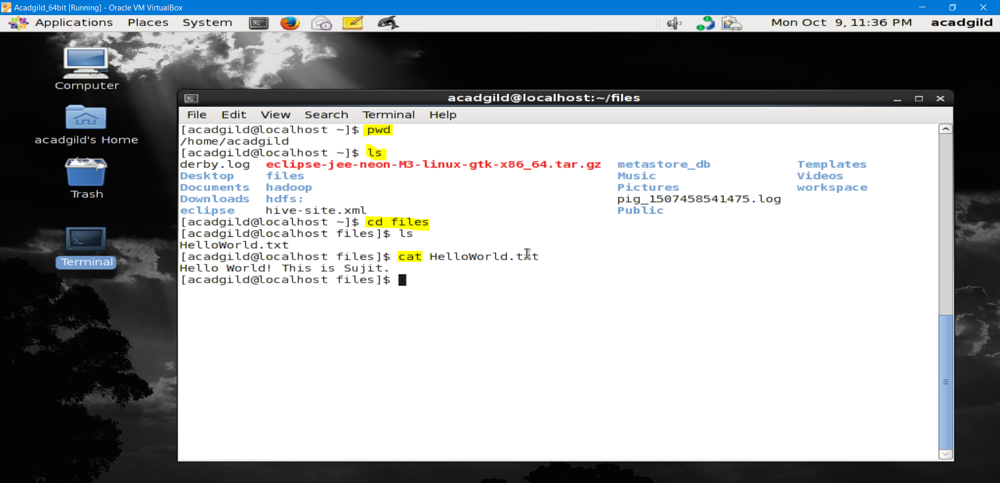 Acadgild_64bit [Running] - Oracle VM VirtualBox
Applications Places System Mon Oct 9, 11:36 PM acadgild
Computer
acadgild's Home
Trash
Terminal
acadgild@localhost:~/files
File Edit View Search Terminal Help
[acadgild@localhost ~]$ pwd
/home/acadgild
[acadgild@localhost ~]$ ls
derby.log eclipse-jee-neon-M3-linux-gtk-x86_64.tar.gz metastore_db Templates
Desktop files Music Videos
Documents hadoop Pictures workspace
Downloads hdfs: pig_1507458541475.log
eclipse hive-site.xml Public
[acadgild@localhost ~]$ cd files
[acadgild@localhost files]$ ls
HelloWorld.txt
[acadgild@localhost files]$ cat HelloWorld.txt
Hello World! This is Sujit.
[acadgild@localhost files]$